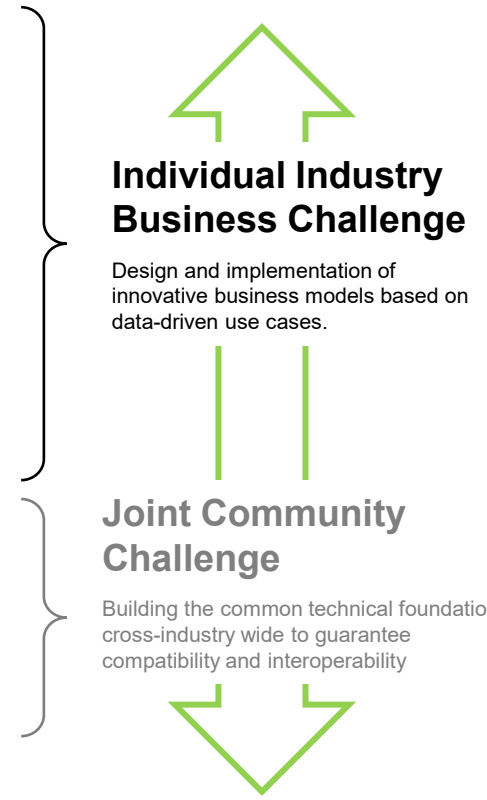 Individual Industry
Business Challenge
Design and implementation of
innovative business models based on
data-driven use cases.
Joint Community
Challenge
Building the common technical foundatio
cross-industry wide to guarantee
compatibility and interoperability